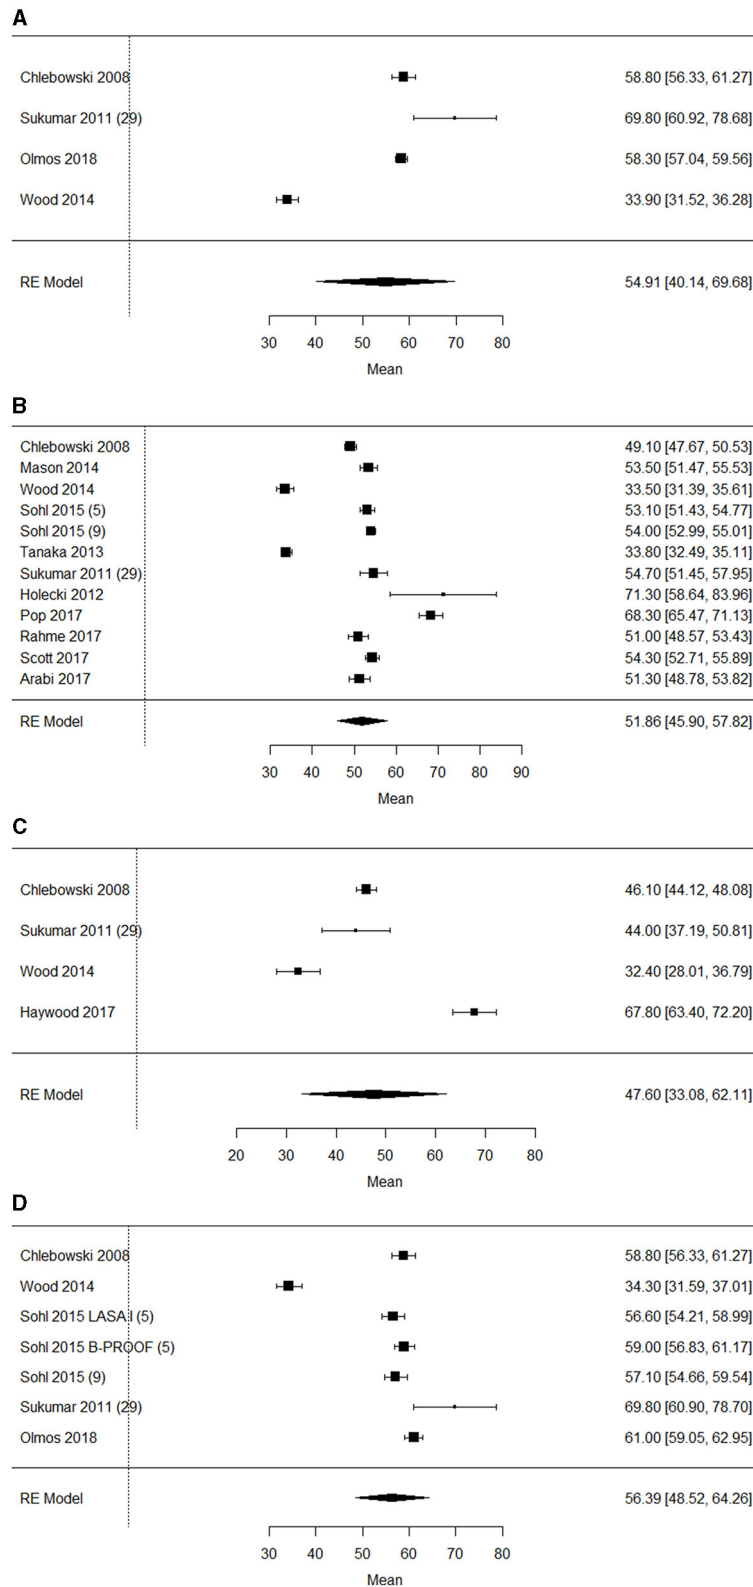 A
Chlebowski 2008 58.80 [56.33, 61.27]
Sukumar 2011 (29) 69.80 [60.92, 78.68]
Olmos 2018 58.30 [57.04, 59.56]
Wood 2014 33.90 [31.52, 36.28]
RE Model 54.91 [40.14, 69.68]
30 40 50 60 70 80
Mean
B
Chlebowski 2008 49.10 [47.67, 50.53]
Mason 2014 53.50 [51.47, 55.53]
Wood 2014 33.50 [31.39, 35.61]
Sohl 2015 (5) 53.10 [51.43, 54.77]
Sohl 2015 (9) 54.00 [52.99, 55.01]
Tanaka 2013 33.80 [32.49, 35.11]
Sukumar 2011 (29) 54.70 [51.45, 57.95]
Holecki 2012 71.30 [58.64, 83.96]
Pop 2017 68.30 [65.47, 71.13]
Rahme 2017 51.00 [48.57, 53.43]
Scott 2017 54.30 [52.71, 55.89]
Arabi 2017 51.30 [48.78, 53.82]
RE Model 51.86 [45.90, 57.82]
30 40 50 60 70 80 90
Mean
C
Chlebowski 2008 46.10 [44.12, 48.08]
Sukumar 2011 (29) 44.00 [37.19, 50.81]
Wood 2014 32.40 [28.01, 36.79]
Haywood 2017 67.80 [63.40, 72.20]
RE Model 47.60 [33.08, 62.11]
20 30 40 50 60 70 80
Mean
D
Chlebowski 2008 58.80 [56.33, 61.27]
Wood 2014 34.30 [31.59, 37.01]
Sohl 2015 LASA I (5) 56.60 [54.21, 58.99]
Sohl 2015 B-PROOF (5) 59.00 [56.83, 61.17]
Sohl 2015 (9) 57.10 [54.66, 59.54]
Sukumar 2011 (29) 69.80 [60.90, 78.70]
Olmos 2018 61.00 [59.05, 62.95]
RE Model 56.39 [48.52, 64.26]
30 40 50 60 70 80
Mean